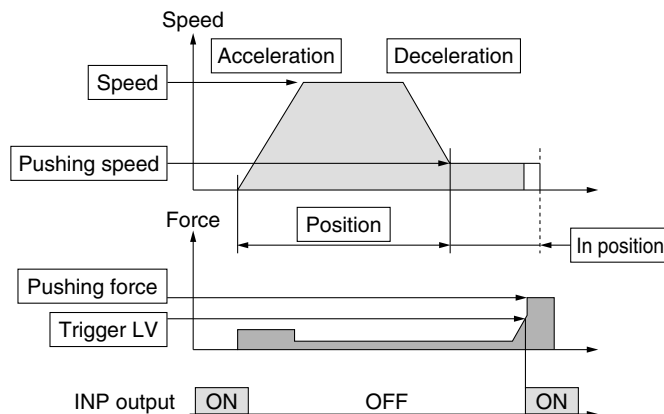 Speed
Acceleration
Deceleration
Speed
Pushing speed
Force
Position
In position
Pushing force
Trigger LV
INP output
ON
OFF
ON